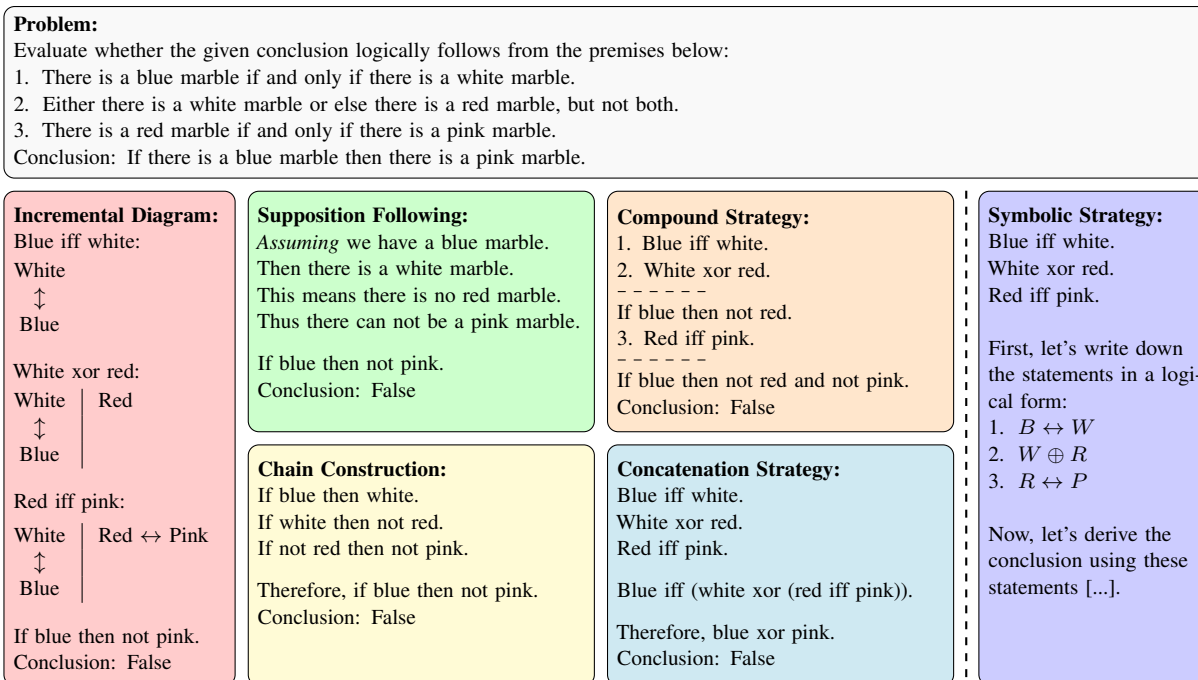 Problem:
Evaluate whether the given conclusion logically follows from the premises below:
1. There is a blue marble if and only if there is a white marble.
2. Either there is a white marble or else there is a red marble, but not both.
3. There is a red marble if and only if there is a pink marble.
Conclusion: If there is a blue marble then there is a pink marble.
Incremental Diagram:
Blue iff white:
White
↕
Blue
White xor red:
White | Red
↕
Blue
Red iff pink:
White | Red ↔ Pink
↕
Blue
If blue then not pink.
Conclusion: False
Supposition Following:
Assuming we have a blue marble.
Then there is a white marble.
This means there is no red marble.
Thus there can not be a pink marble.
If blue then not pink.
Conclusion: False
Chain Construction:
If blue then white.
If white then not red.
If not red then not pink.
Therefore, if blue then not pink.
Conclusion: False
Compound Strategy:
1. Blue iff white.
2. White xor red.
– – – – – –
If blue then not red.
3. Red iff pink.
– – – – – –
If blue then not red and not pink.
Conclusion: False
Concatenation Strategy:
Blue iff white.
White xor red.
Red iff pink.
Blue iff (white xor (red iff pink)).
Therefore, blue xor pink.
Conclusion: False
Symbolic Strategy:
Blue iff white.
White xor red.
Red iff pink.
First, let's write down
the statements in a logi-
cal form:
1. B ↔ W
2. W ⊕ R
3. R ↔ P
Now, let's derive the
conclusion using these
statements [...].